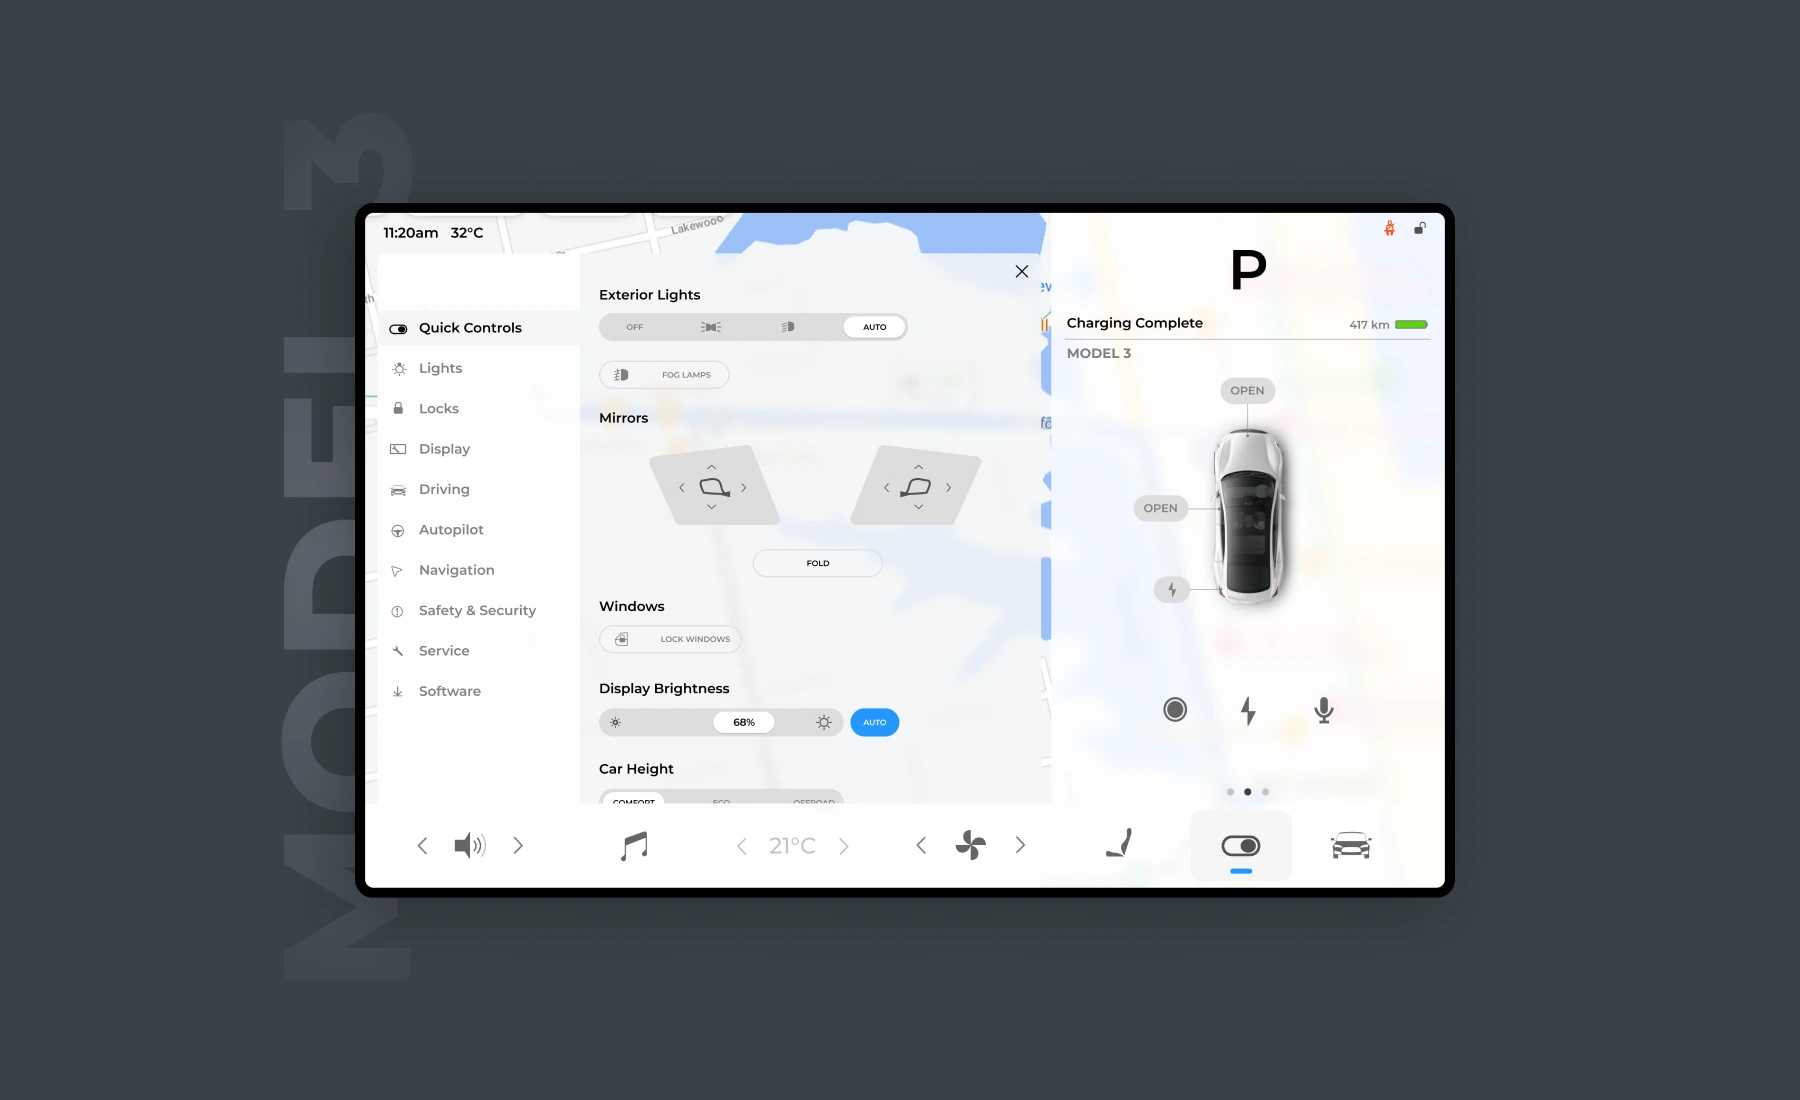 MODEL 3
11:20am 32°C
Quick Controls
Lights
Locks
Display
Driving
Autopilot
Navigation
Safety & Security
Service
Software
Exterior Lights
OFF
AUTO
FOG LAMPS
Mirrors
FOLD
Windows
LOCK WINDOWS
Display Brightness
68%
AUTO
Car Height
COMFORT ECO OFFROAD
P
Charging Complete
417 km
MODEL 3
OPEN
OPEN
21°C